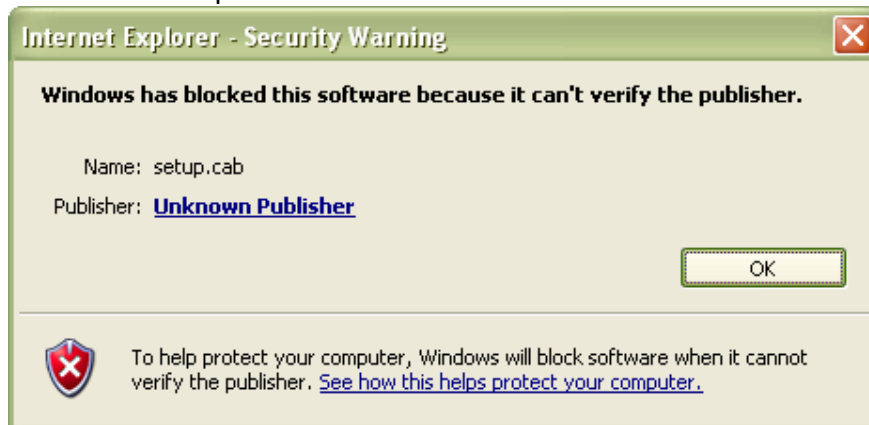 Internet Explorer - Security Warning
Windows has blocked this software because it can't verify the publisher.
Name: setup.cab
Publisher: Unknown Publisher
OK
To help protect your computer, Windows will block software when it cannot
verify the publisher. See how this helps protect your computer.